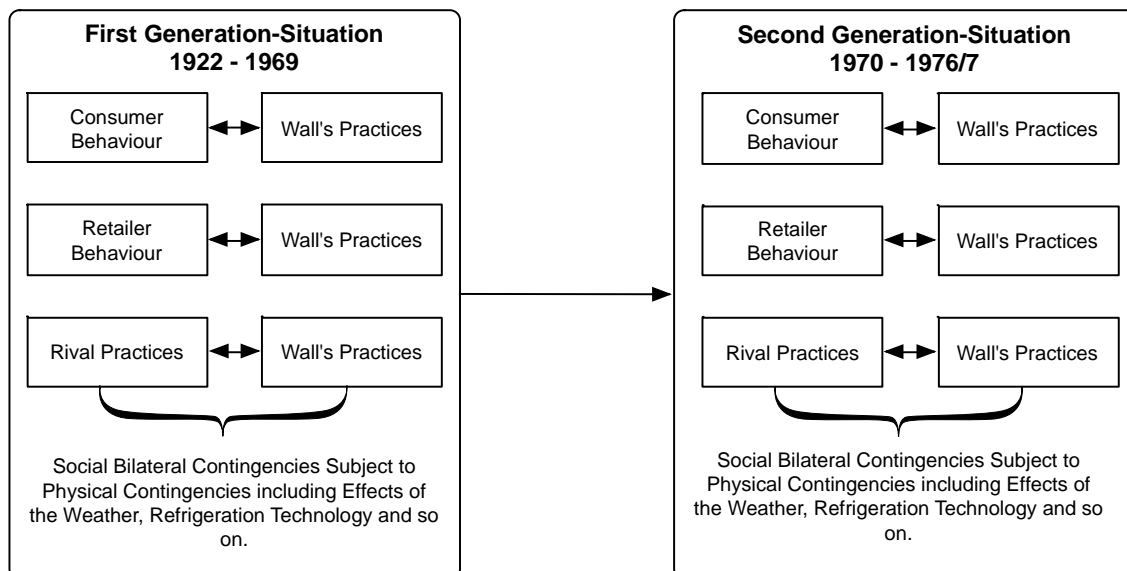 First Generation-Situation
1922 - 1969
Consumer
Behaviour
Wall's Practices
Retailer
Behaviour
Wall's Practices
Rival Practices
Wall's Practices
Social Bilateral Contingencies Subject to
Physical Contingencies including Effects of
the Weather, Refrigeration Technology and so
on.
Second Generation-Situation
1970 - 1976/7
Consumer
Behaviour
Wall's Practices
Retailer
Behaviour
Wall's Practices
Rival Practices
Wall's Practices
Social Bilateral Contingencies Subject to
Physical Contingencies including Effects of
the Weather, Refrigeration Technology and so
on.